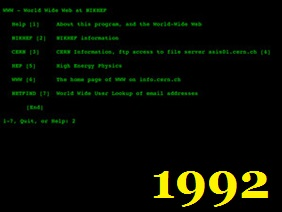 WWW - World Wide Web at NIKHEF
Help [1] About this program, and the World-Wide Web
NIKHEF [2] NIKHEF information
CERN [3] CERN Information, ftp access to file server asis01.cern.ch [4]
HEP [5] High Energy Physics
WWW [6] The home page of WWW on info.cern.ch
NETFIND [7] World Wide User Lookup of email addresses
[End]
1-7, Quit, or Help: 2
1992